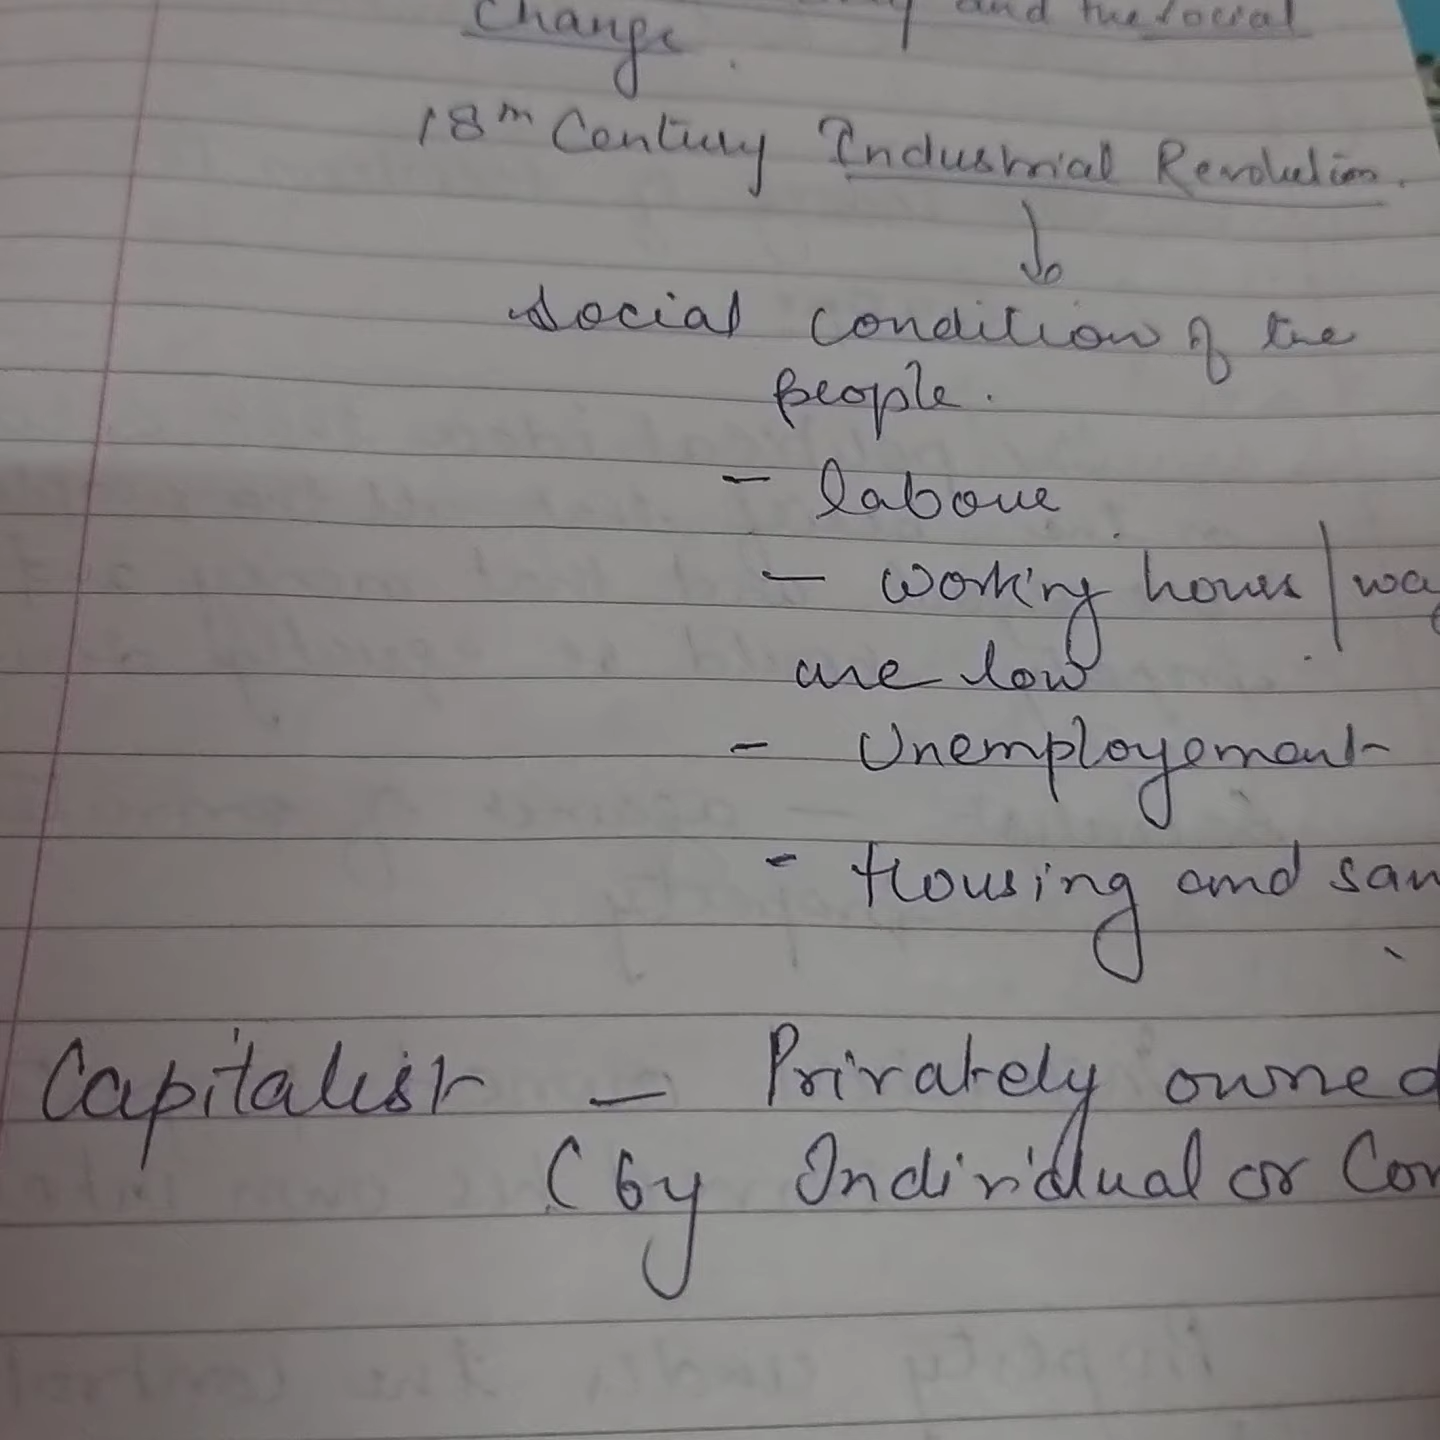 and the social
Change.
18th Century Industrial Revolution.
social condition of the
people.
- laboue
- working hours |
are low
- Unemployement
- Housing and
Capitalist - Privately owned
(by Individual or